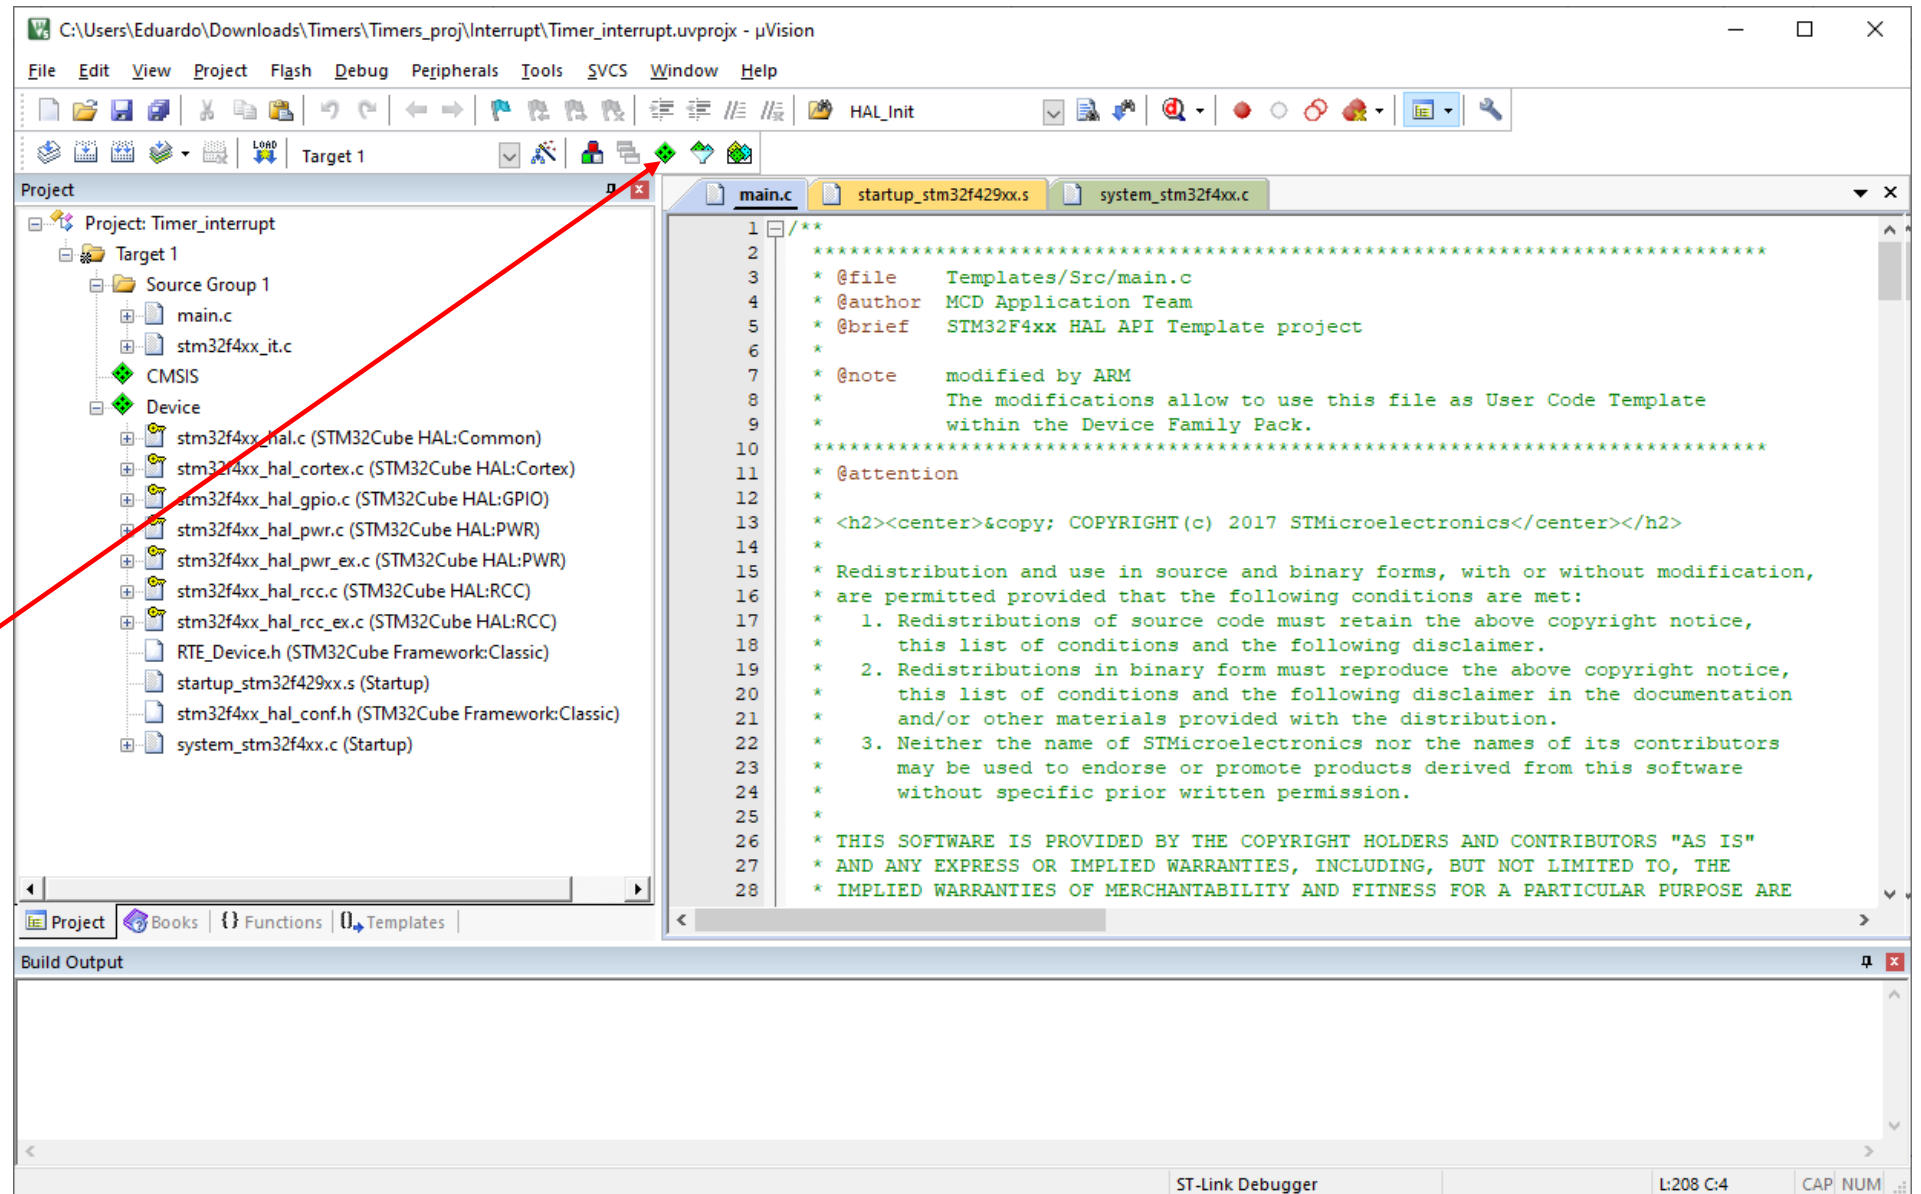 C:\Users\Eduardo\Downloads\Timers\Timers_proj\Interrupt\Timer_interrupt.uvprojx - µVision
File Edit View Project Flash Debug Peripherals Tools SVCS Window Help
HAL_Init
LOAD Target 1
Project
main.c startup_stm32f429xx.s system_stm32f4xx.c
Project: Timer_interrupt
Target 1
Source Group 1
main.c
stm32f4xx_it.c
CMSIS
Device
stm32f4xx_hal.c (STM32Cube HAL:Common)
stm32f4xx_hal_cortex.c (STM32Cube HAL:Cortex)
stm32f4xx_hal_gpio.c (STM32Cube HAL:GPIO)
stm32f4xx_hal_pwr.c (STM32Cube HAL:PWR)
stm32f4xx_hal_pwr_ex.c (STM32Cube HAL:PWR)
stm32f4xx_hal_rcc.c (STM32Cube HAL:RCC)
stm32f4xx_hal_rcc_ex.c (STM32Cube HAL:RCC)
RTE_Device.h (STM32Cube Framework:Classic)
startup_stm32f429xx.s (Startup)
stm32f4xx_hal_conf.h (STM32Cube Framework:Classic)
system_stm32f4xx.c (Startup)
Project Books {} Functions Templates
1 /**
2 ******************************************************************************
3 * @file Templates/Src/main.c
4 * @author MCD Application Team
5 * @brief STM32F4xx HAL API Template project
6 *
7 * @note modified by ARM
8 * The modifications allow to use this file as User Code Template
9 * within the Device Family Pack.
10 ******************************************************************************
11 * @attention
12 *
13 * <h2><center>&copy; COPYRIGHT(c) 2017 STMicroelectronics</center></h2>
14 *
15 * Redistribution and use in source and binary forms, with or without modification,
16 * are permitted provided that the following conditions are met:
17 * 1. Redistributions of source code must retain the above copyright notice,
18 * this list of conditions and the following disclaimer.
19 * 2. Redistributions in binary form must reproduce the above copyright notice,
20 * this list of conditions and the following disclaimer in the documentation
21 * and/or other materials provided with the distribution.
22 * 3. Neither the name of STMicroelectronics nor the names of its contributors
23 * may be used to endorse or promote products derived from this software
24 * without specific prior written permission.
25 *
26 * THIS SOFTWARE IS PROVIDED BY THE COPYRIGHT HOLDERS AND CONTRIBUTORS "AS IS"
27 * AND ANY EXPRESS OR IMPLIED WARRANTIES, INCLUDING, BUT NOT LIMITED TO, THE
28 * IMPLIED WARRANTIES OF MERCHANTABILITY AND FITNESS FOR A PARTICULAR PURPOSE ARE
Build Output
ST-Link Debugger L:208 C:4 CAP NUM